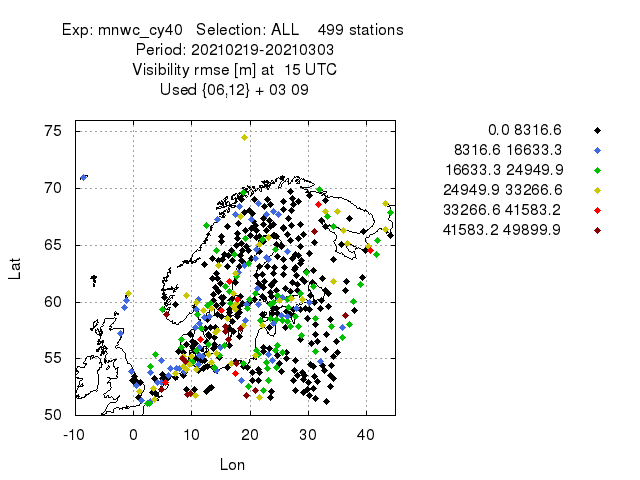 Exp: mnwc_cy40 Selection: ALL 499 stations
Period: 20210219-20210303
Visibility rmse [m] at 15 UTC
Used {06,12} + 03 09
0.0 8316.6
8316.6 16633.3
16633.3 24949.9
24949.9 33266.6
33266.6 41583.2
41583.2 49899.9
75
70
65
60
55
50
Lat
-10 0 10 20 30 40
Lon